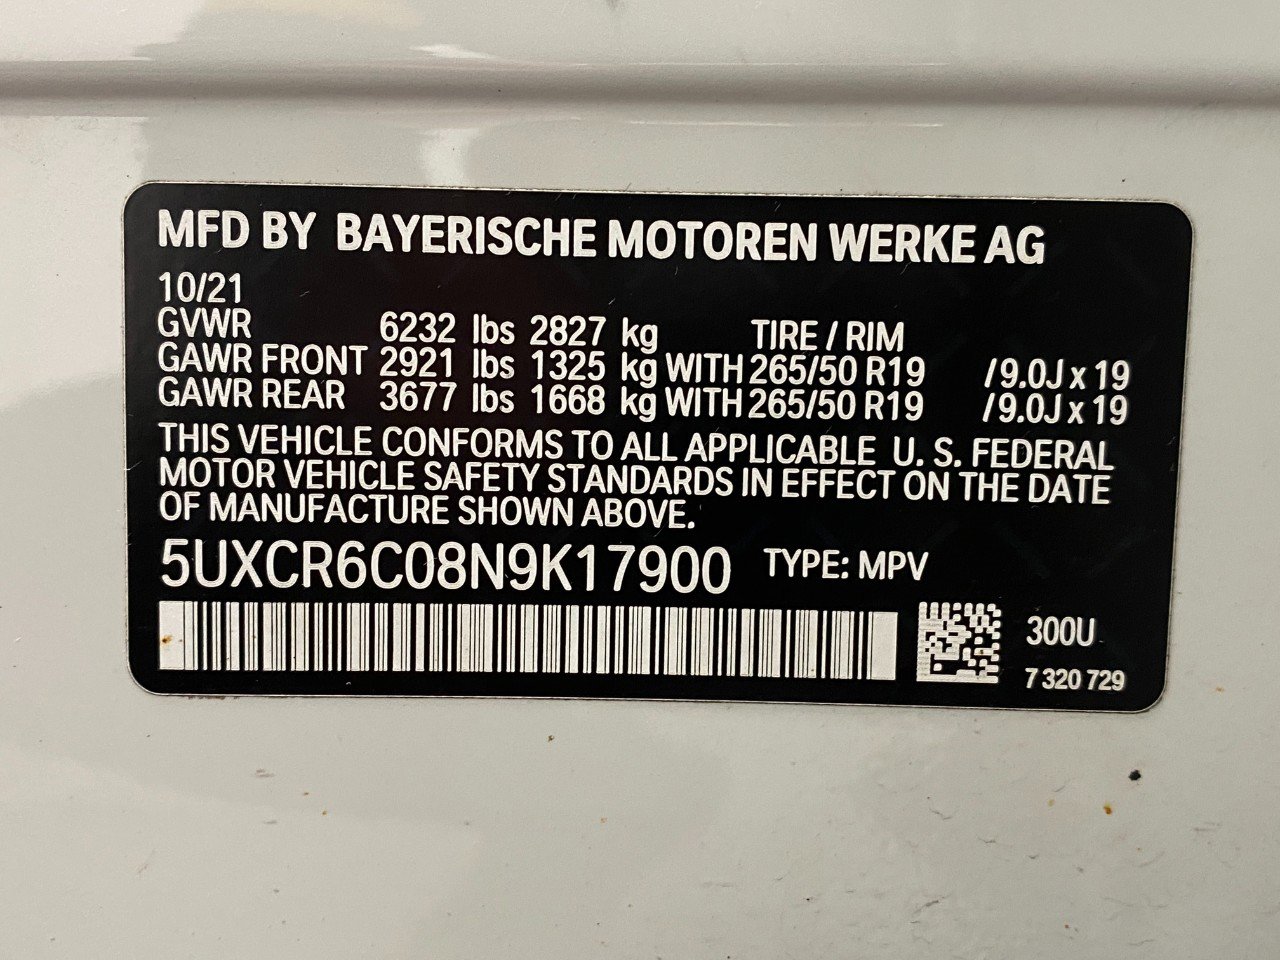 MFD BY BAYERISCHE MOTOREN WERKE AG
10/21
GVWR 6232 lbs 2827 kg TIRE / RIM
GAWR FRONT 2921 lbs 1325 kg WITH 265/50 R19 /9.0J x 19
GAWR REAR 3677 lbs 1668 kg WITH 265/50 R19 /9.0J x 19
THIS VEHICLE CONFORMS TO ALL APPLICABLE U. S. FEDERAL
MOTOR VEHICLE SAFETY STANDARDS IN EFFECT ON THE DATE
OF MANUFACTURE SHOWN ABOVE.
5UXCR6C08N9K17900 TYPE: MPV
300U
7 320 729